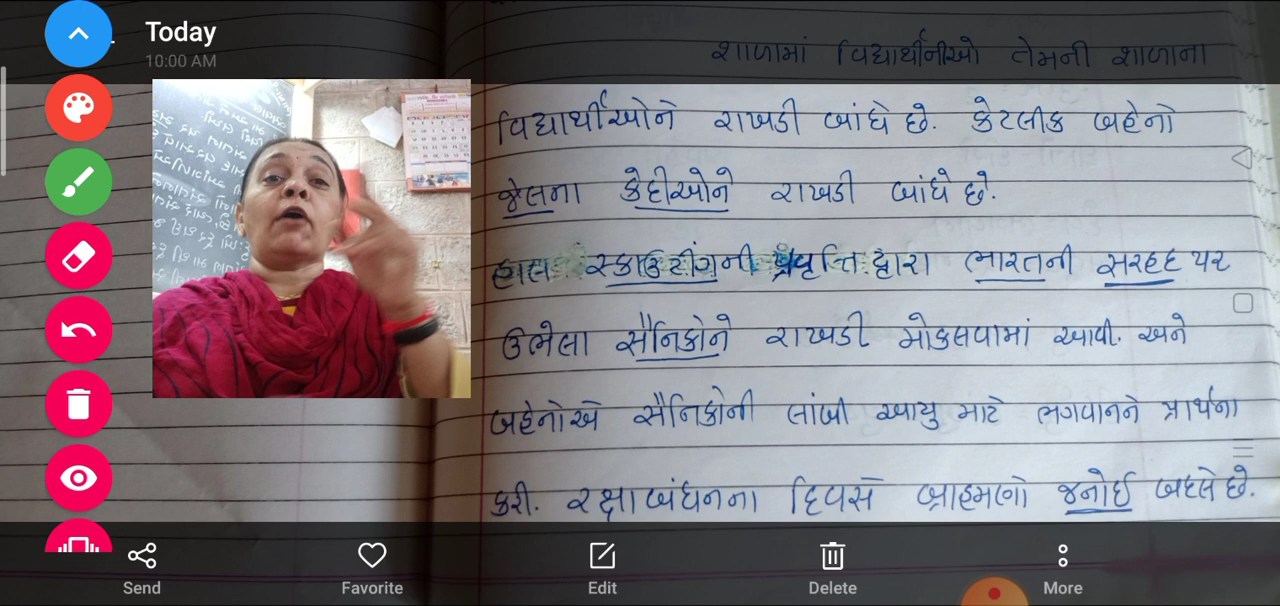 Today
10:00 AM
શાળામાં વિદ્યાર્થીનીઓ તેમની શાળાના
વિદ્યાર્થીઓને રાખડી બાંધે છે. કેટલીક બહેનો
જેલના કેદીઓને રાખડી બાંધે છે.
હાલ સ્કાઉટીંગની પ્રવૃત્તિ દ્વારા ભારતની સરહદ પર
ઉભેલા સૈનિકોને રાખડી મોકલવામાં આવી. અને
બહેનોએ સૈનિકોની લાંબી આયુ માટે ભગવાનને પ્રાર્થના
કરી. રક્ષાબંધનના દિવસે બ્રાહમણો જનોઈ બદલે છે.
Send Favorite Edit Delete More